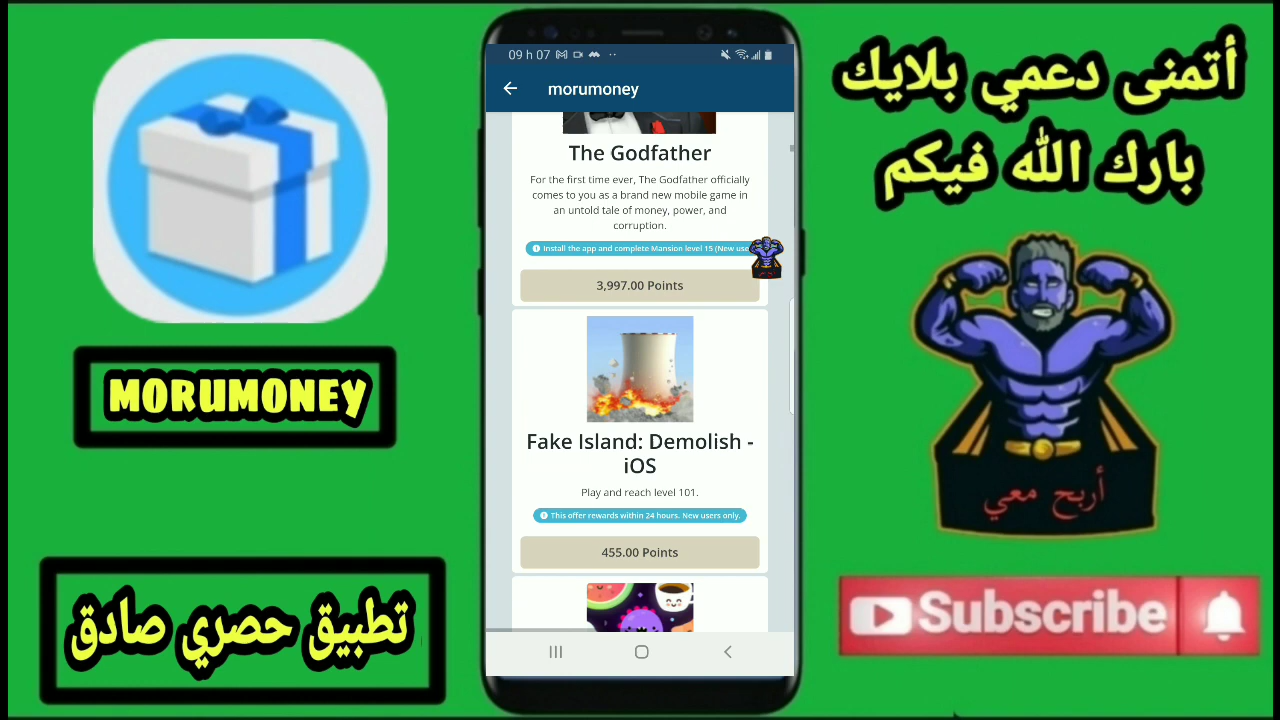 MORUMONEY
تطبيق حصري صادق
09 h 07
morumoney
The Godfather
For the first time ever, The Godfather officially
comes to you as a brand new mobile game in
an untold tale of money, power, and
corruption.
Install the app and complete Mansion level 15 (New use
3,997.00 Points
Fake Island: Demolish -
iOS
Play and reach level 101.
This offer rewards within 24 hours. New users only.
455.00 Points
أتمنى دعمي بلايك
بارك الله فيكم
أربح معي
Subscribe